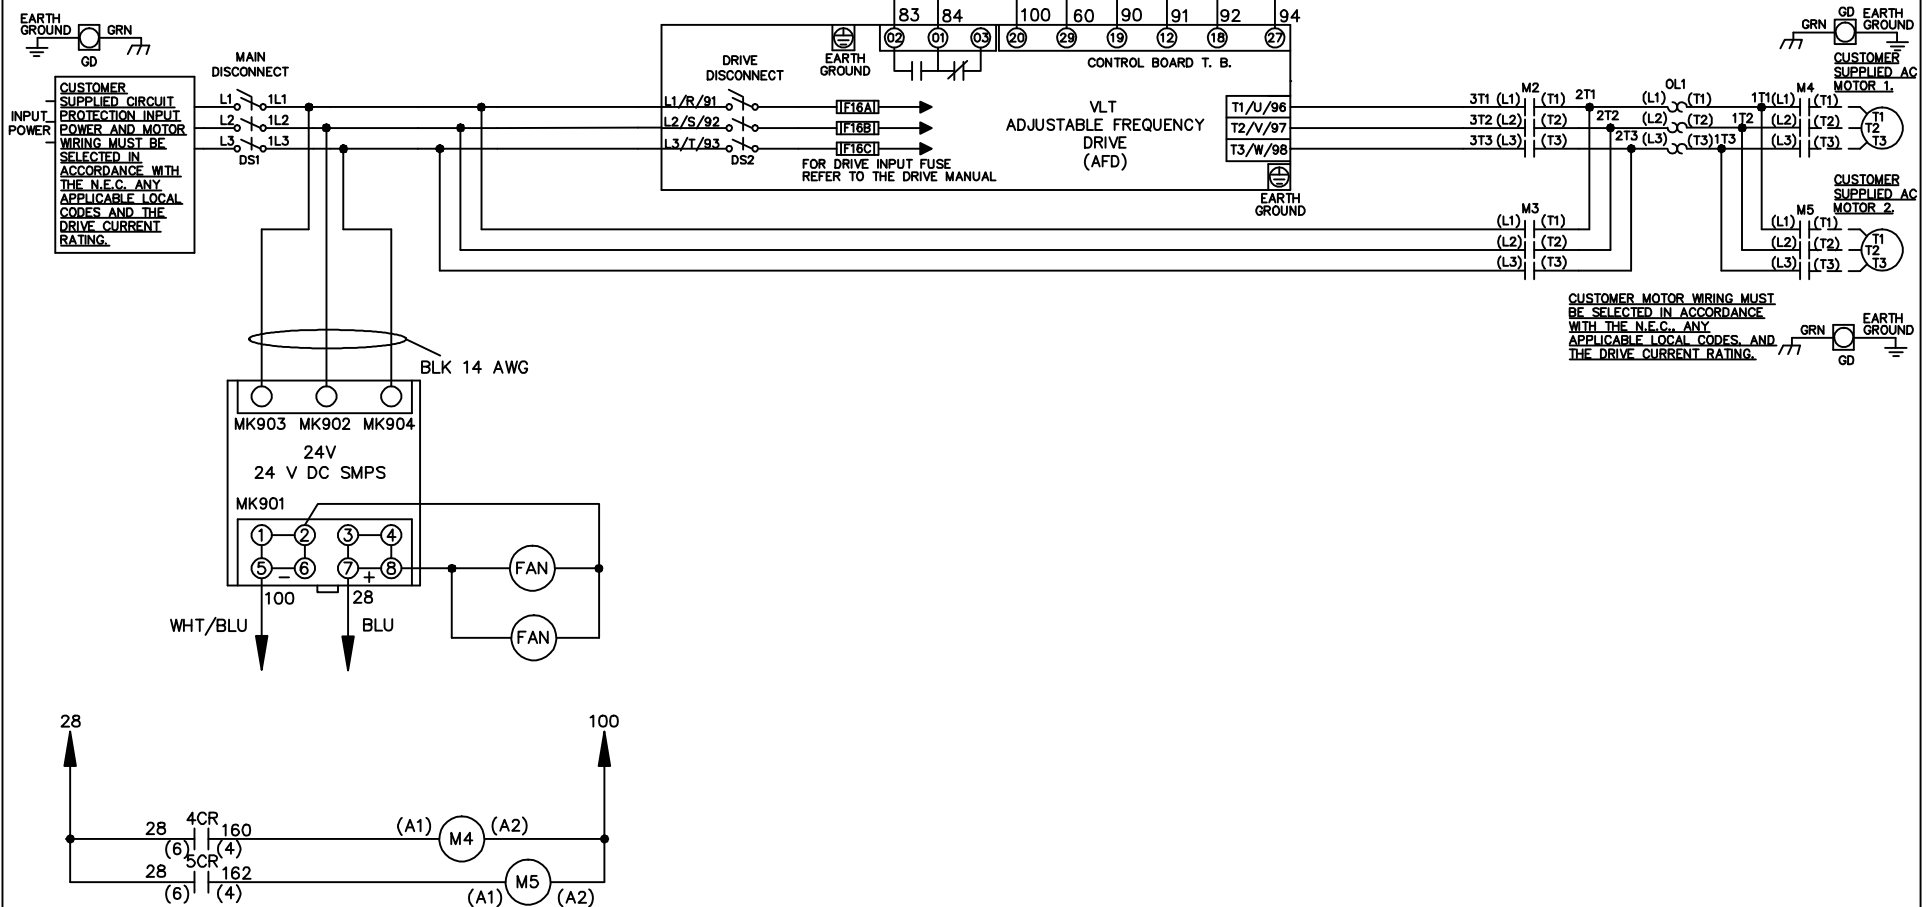 83 84 100 60 90 91 92 94
02 01 03 20 29 19 12 18 27
EARTH
GROUND
GRN
GD
MAIN
DISCONNECT
CUSTOMER
SUPPLIED CIRCUIT
PROTECTION INPUT
POWER AND MOTOR
WIRING MUST BE
SELECTED IN
ACCORDANCE WITH
THE N.E.C. ANY
APPLICABLE LOCAL
CODES AND THE
DRIVE CURRENT
RATING.
INPUT
POWER
L1 1L1
L2 1L2
L3 1L3
DS1
DRIVE
DISCONNECT
EARTH
GROUND
CONTROL BOARD T. B.
L1/R/91
L2/S/92
L3/T/93
DS2
IF16A
IF16B
IF16C
FOR DRIVE INPUT FUSE
REFER TO THE DRIVE MANUAL
VLT
ADJUSTABLE FREQUENCY
DRIVE
(AFD)
T1/U/96
T2/V/97
T3/W/98
EARTH
GROUND
M2
3T1 (L1) (T1) 2T1
3T2 (L2) (T2) 2T2
3T3 (L3) (T3) 2T3
OL1
(L1) (T1) 1T1
(L2) (T2) 1T2
(L3) (T3) 1T3
M4
(L1) (T1)
(L2) (T2)
(L3) (T3)
T1
T2
T3
GD
EARTH
GROUND
GRN
CUSTOMER
SUPPLIED AC
MOTOR 1.
CUSTOMER
SUPPLIED AC
MOTOR 2.
M3
(L1) (T1)
(L2) (T2)
(L3) (T3)
M5
(L1) (T1)
(L2) (T2)
(L3) (T3)
T1
T2
T3
CUSTOMER MOTOR WIRING MUST
BE SELECTED IN ACCORDANCE
WITH THE N.E.C., ANY
APPLICABLE LOCAL CODES, AND
THE DRIVE CURRENT RATING.
GRN
EARTH
GROUND
GD
BLK 14 AWG
MK903 MK902 MK904
24V
24 V DC SMPS
MK901
1 2 3 4
5 6 7 8
− +
100 28
WHT/BLU BLU
FAN
FAN
28 100
4CR
28 160
(6) (4)
(A1) M4 (A2)
5CR
28 162
(6) (4)
(A1) M5 (A2)